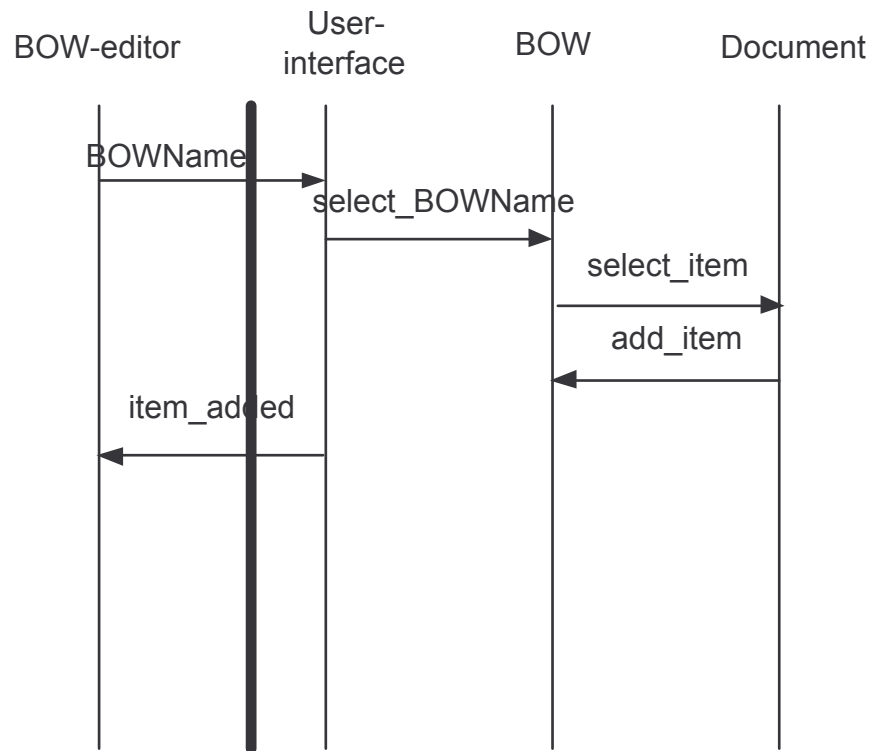 BOW-editor
User-
interface
BOW
Document
BOWName
select_BOWName
select_item
add_item
item_added